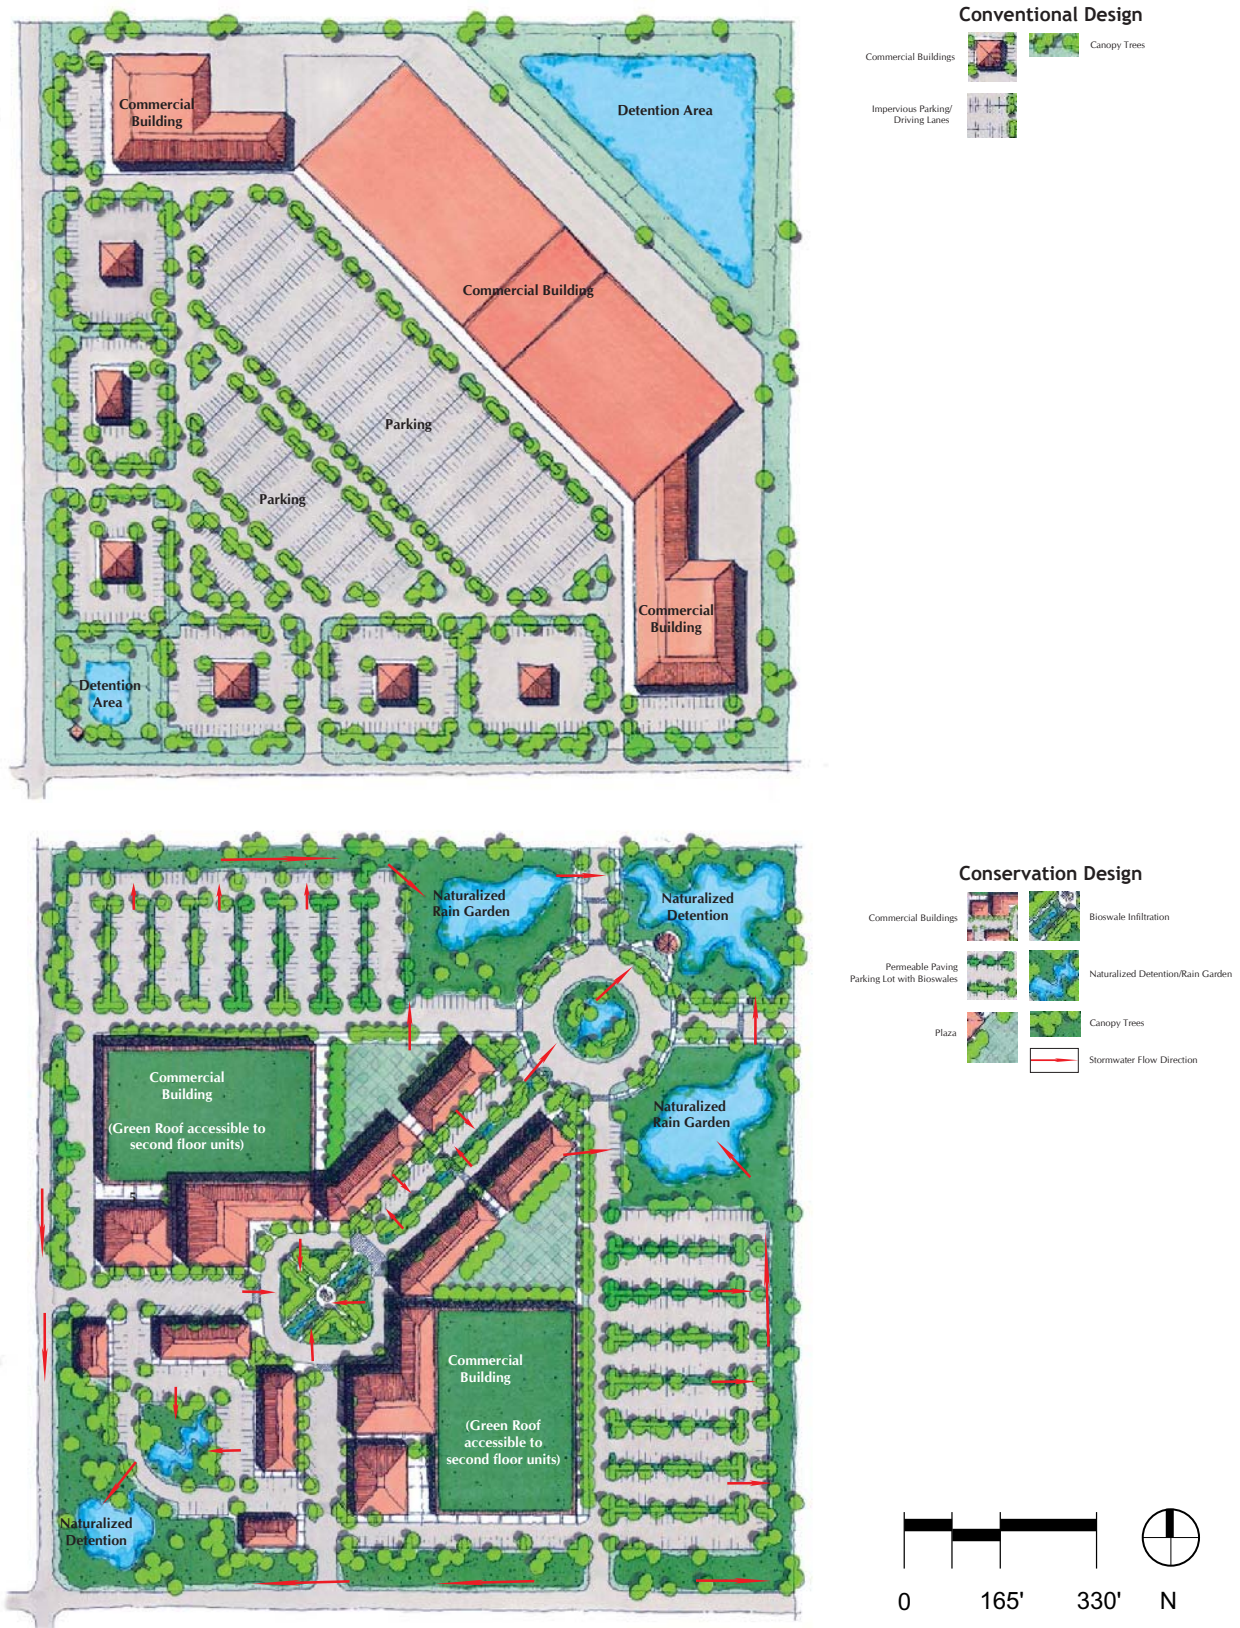 Conventional Design
Commercial Buildings
Canopy Trees
Impervious Parking/
Driving Lanes
Commercial
Building
Detention Area
Commercial Building
Parking
Parking
Commercial
Building
Detention
Area
Conservation Design
Commercial Buildings
Bioswale Infiltration
Permeable Paving
Parking Lot with Bioswales
Naturalized Detention/Rain Garden
Plaza
Canopy Trees
Stormwater Flow Direction
Naturalized
Rain Garden
Naturalized
Detention
Commercial
Building
(Green Roof accessible to
second floor units)
Naturalized
Rain Garden
5
Commercial
Building
(Green Roof
accessible to
second floor units)
Naturalized
Detention
0
165'
330'
N